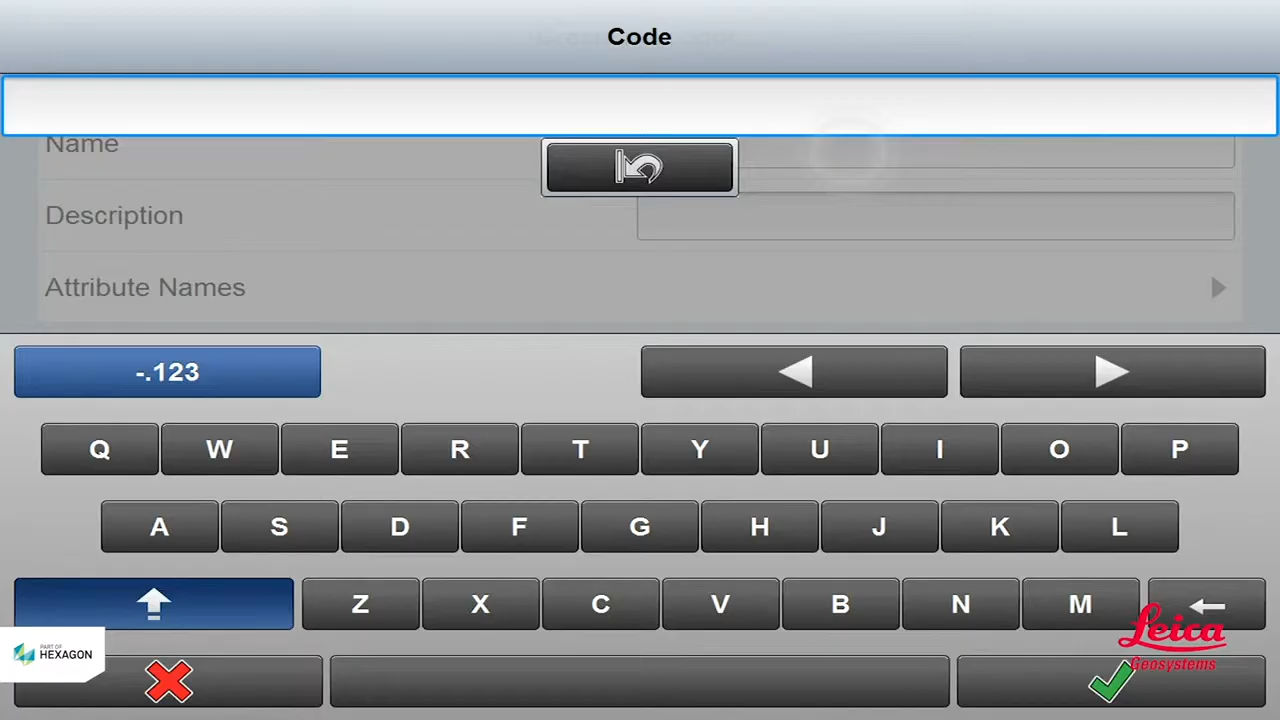 Code
Name
Description
Attribute Names
-.123
Q W E R T Y U I O P
A S D F G H J K L
Z X C V B N M
Leica
Geosystems
PART OF
HEXAGON